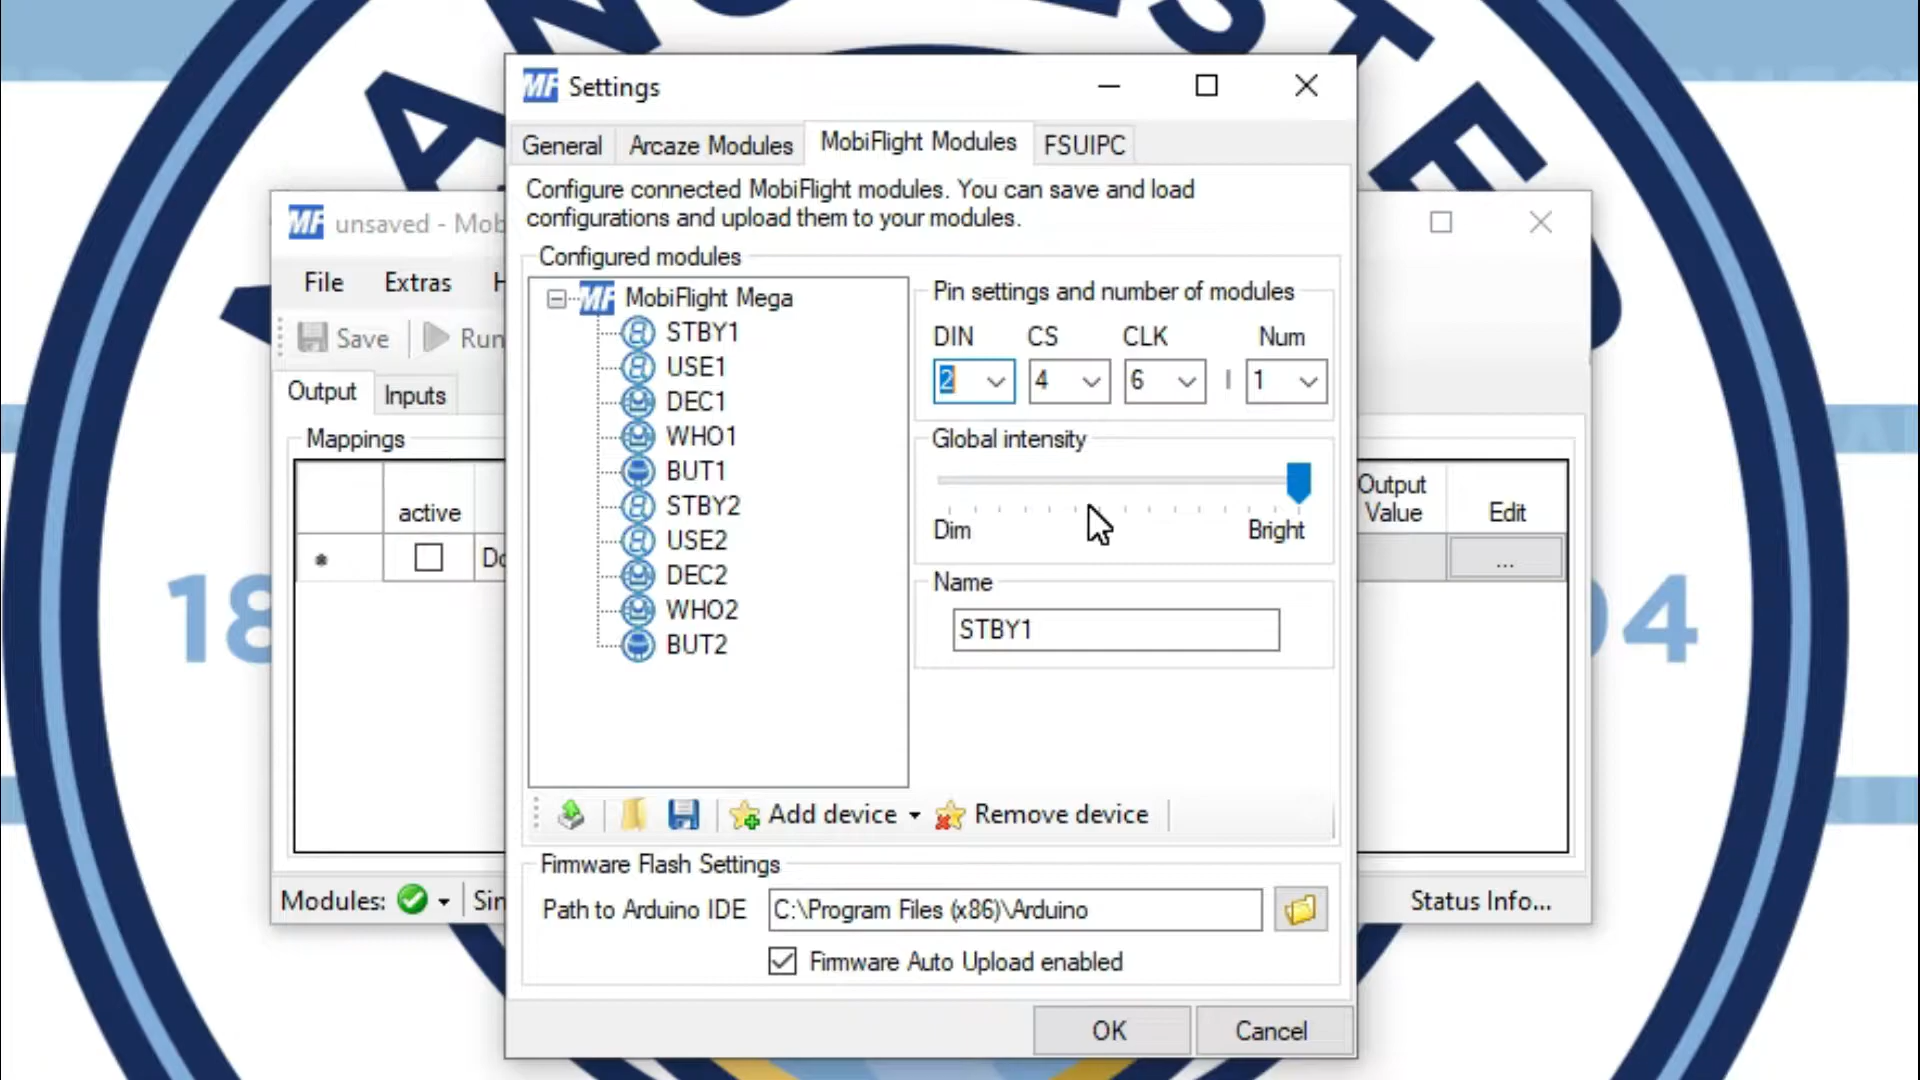 MF Settings
General Arcaze Modules MobiFlight Modules FSUIPC
Configure connected MobiFlight modules. You can save and load
configurations and upload them to your modules.
Configured modules
MF MobiFlight Mega
STBY1
USE1
DEC1
WHO1
BUT1
STBY2
USE2
DEC2
WHO2
BUT2
Pin settings and number of modules
DIN CS CLK Num
2 4 6 | 1
Global intensity
Dim Bright
Name
STBY1
Add device Remove device
Firmware Flash Settings
Path to Arduino IDE C:\Program Files (x86)\Arduino
Firmware Auto Upload enabled
OK Cancel
MF unsaved - Mob
File Extras H
Save Run
Output Inputs
Mappings
active Output Value Edit
* Do ...
Modules: Sim Status Info...
18 94